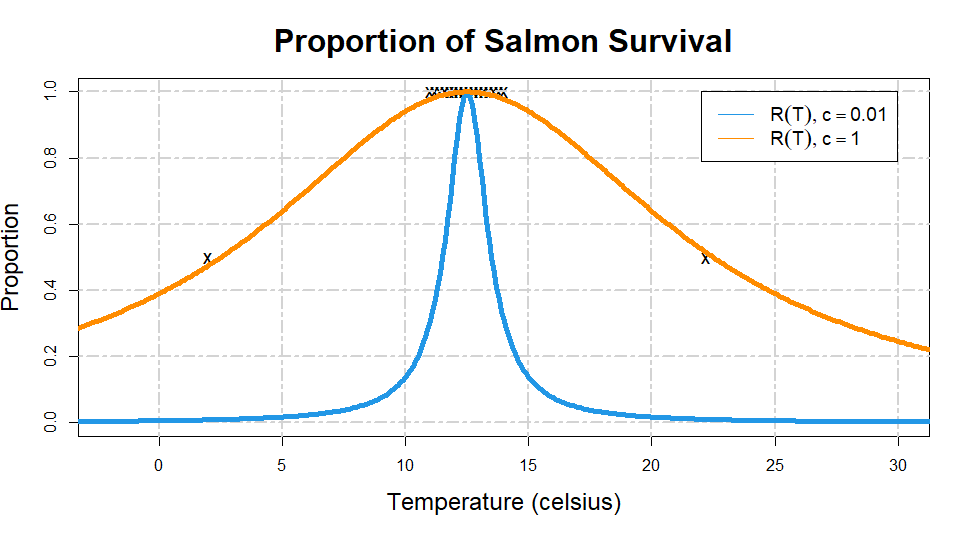 Proportion of Salmon Survival
R(T), c = 0.01
R(T), c = 1
Proportion
1.0
0.8
0.6
0.4
0.2
0.0
0 5 10 15 20 25 30
Temperature (celsius)